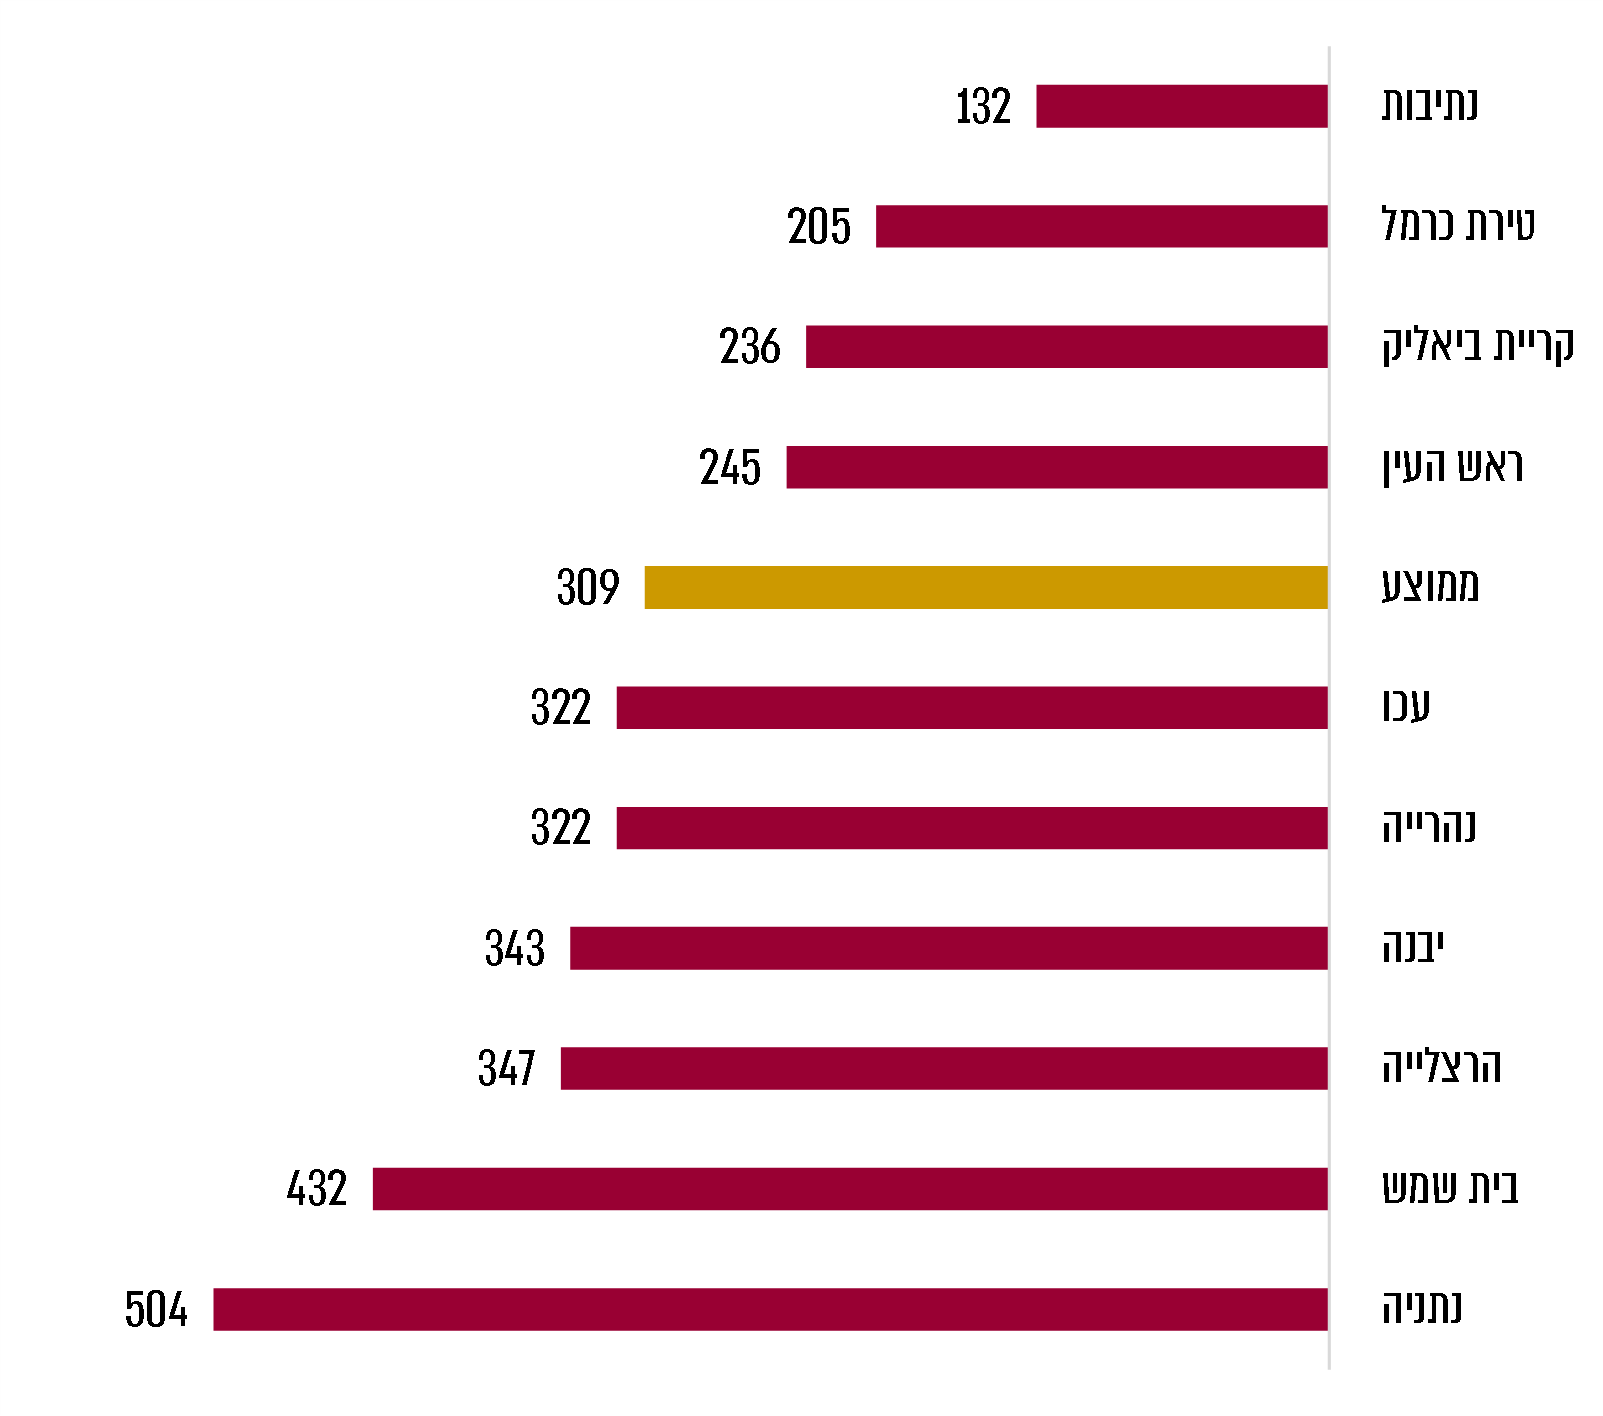 נתיבות 132
טירת כרמל 205
קריית ביאליק 236
ראש העין 245
ממוצע 309
עכו 322
נהרייה 322
יבנה 343
הרצלייה 347
בית שמש 432
נתניה 504